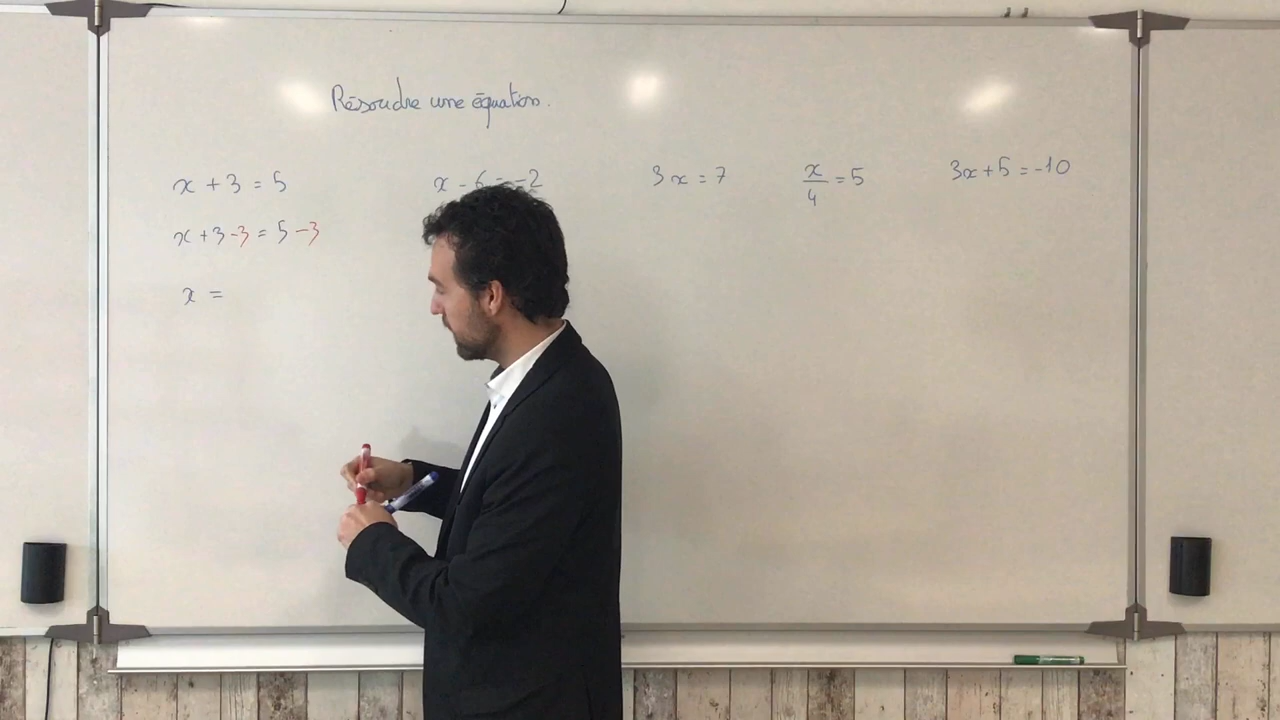 Résoudre une équation.
x + 3 = 5
x + 3 - 3 = 5 - 3
x =
x - 6 = -2
3x = 7
x/4 = 5
3x + 5 = -10